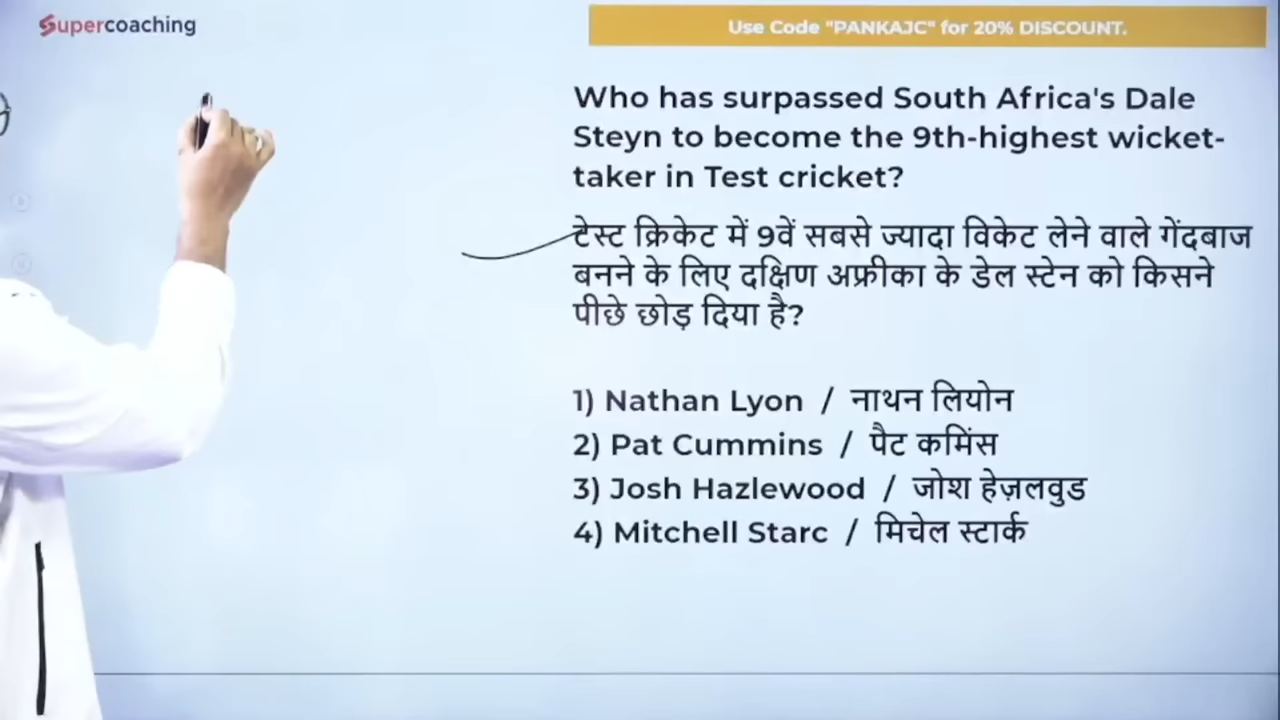 Supercoaching
Use Code "PANKAJC" for 20% DISCOUNT.
Who has surpassed South Africa's Dale
Steyn to become the 9th-highest wicket-
taker in Test cricket?
टेस्ट क्रिकेट में 9वें सबसे ज्यादा विकेट लेने वाले गेंदबाज
बनने के लिए दक्षिण अफ्रीका के डेल स्टेन को किसने
पीछे छोड़ दिया है?
1) Nathan Lyon / नाथन लियोन
2) Pat Cummins / पैट कमिंस
3) Josh Hazlewood / जोश हेज़लवुड
4) Mitchell Starc / मिचेल स्टार्क